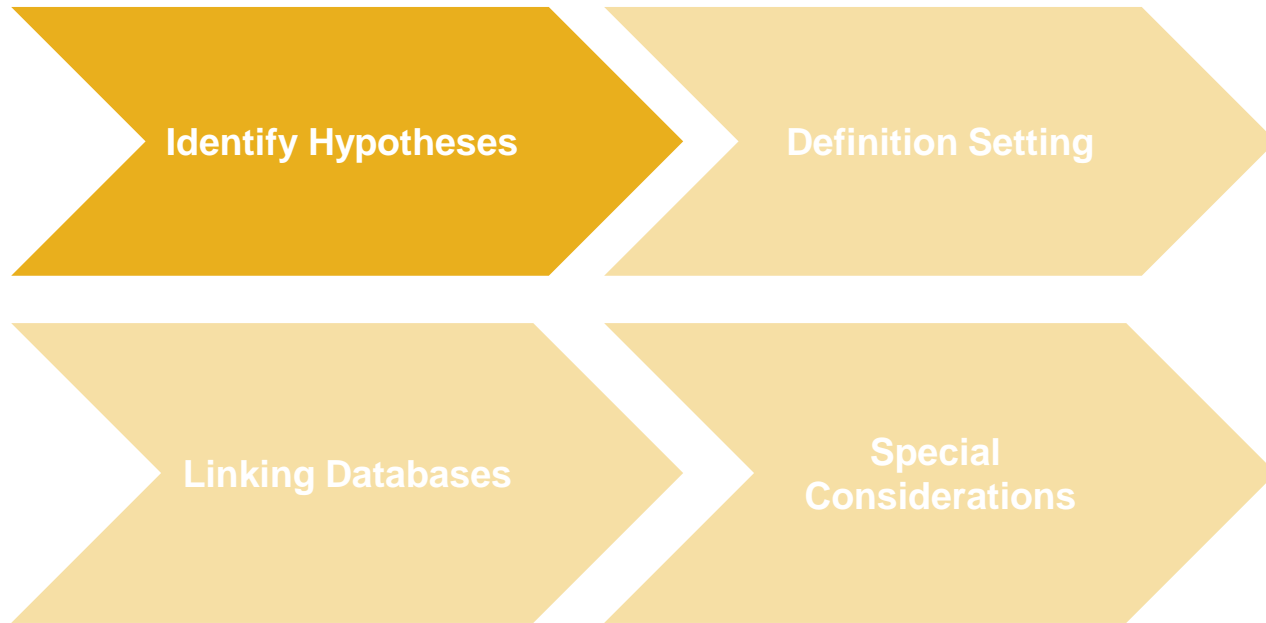 Identify Hypotheses
Definition Setting
Linking Databases
Special
Considerations